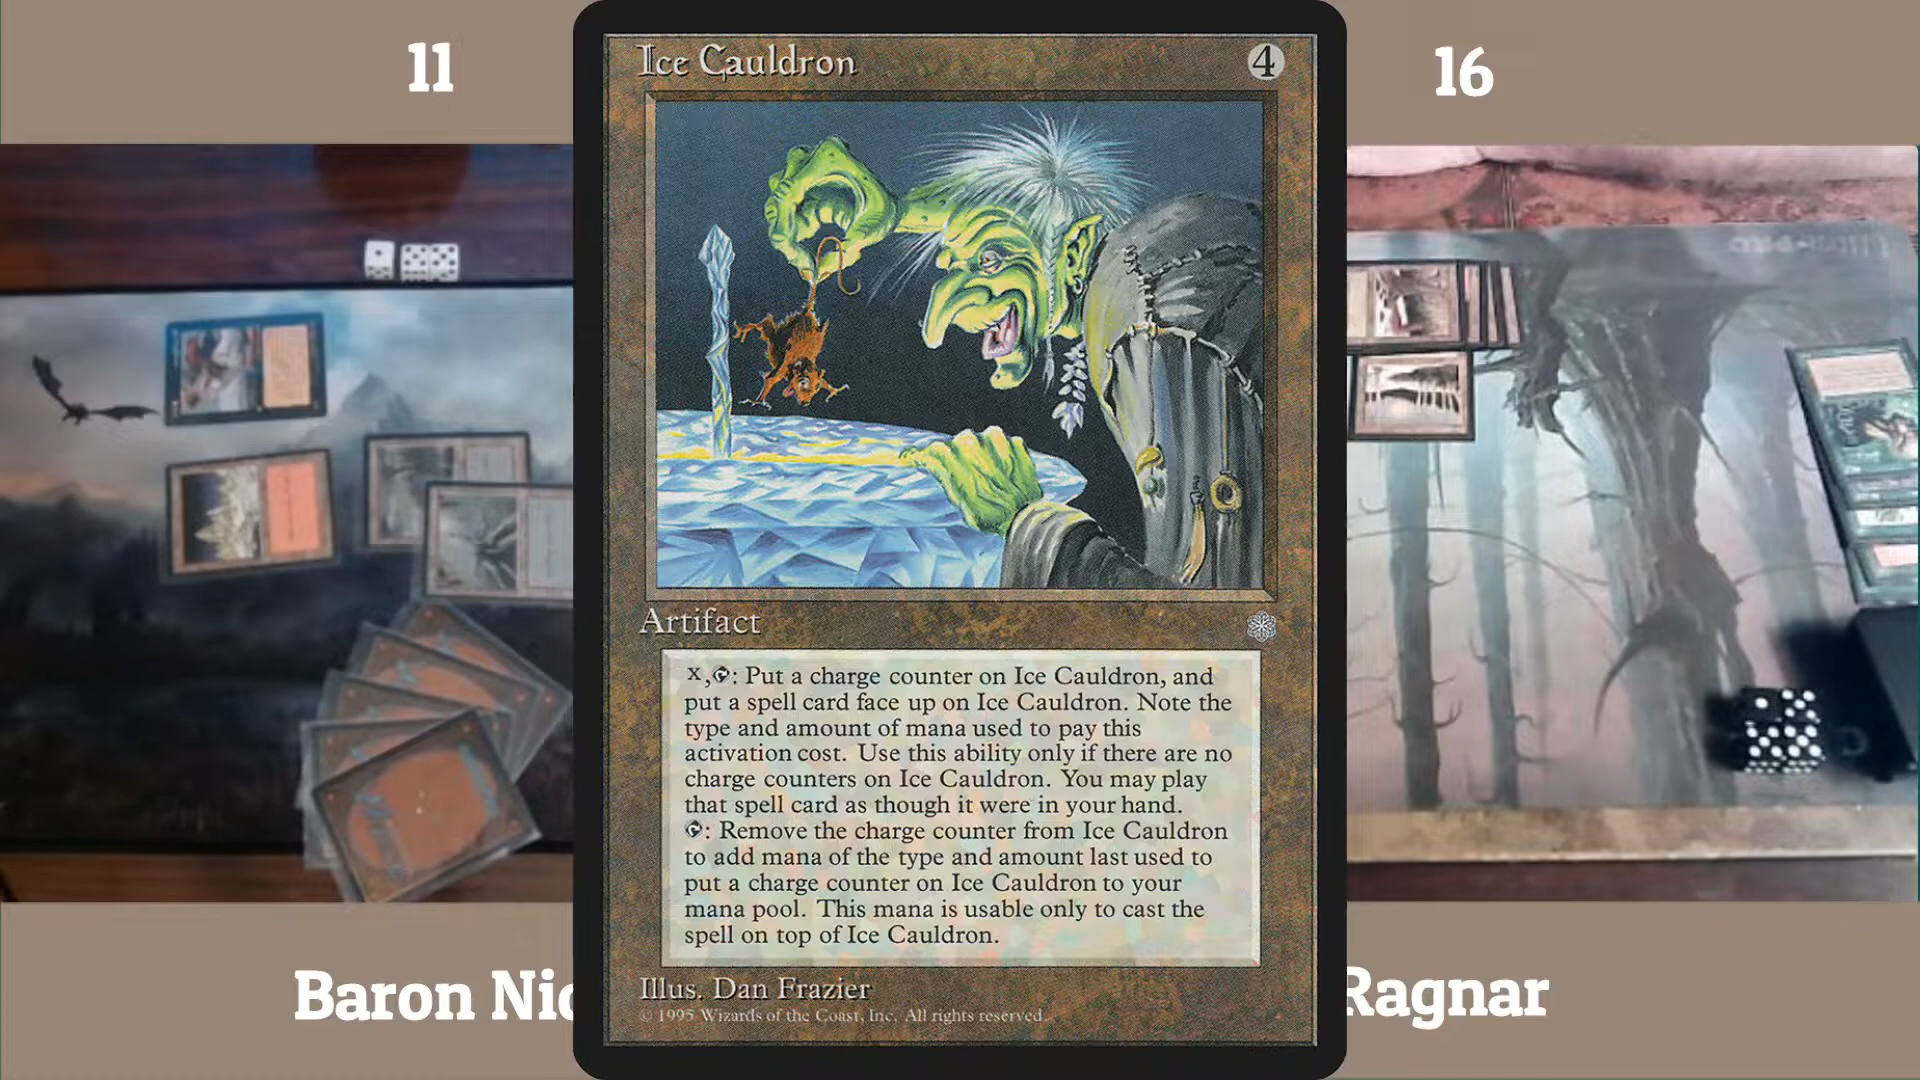 11
16
Ice Cauldron
4
Artifact
X,: Put a charge counter on Ice Cauldron, and
put a spell card face up on Ice Cauldron. Note the
type and amount of mana used to pay this
activation cost. Use this ability only if there are no
charge counters on Ice Cauldron. You may play
that spell card as though it were in your hand.
: Remove the charge counter from Ice Cauldron
to add mana of the type and amount last used to
put a charge counter on Ice Cauldron to your
mana pool. This mana is usable only to cast the
spell on top of Ice Cauldron.
Illus. Dan Frazier
© 1995 Wizards of the Coast, Inc. All rights reserved.
Baron Nic
Ragnar